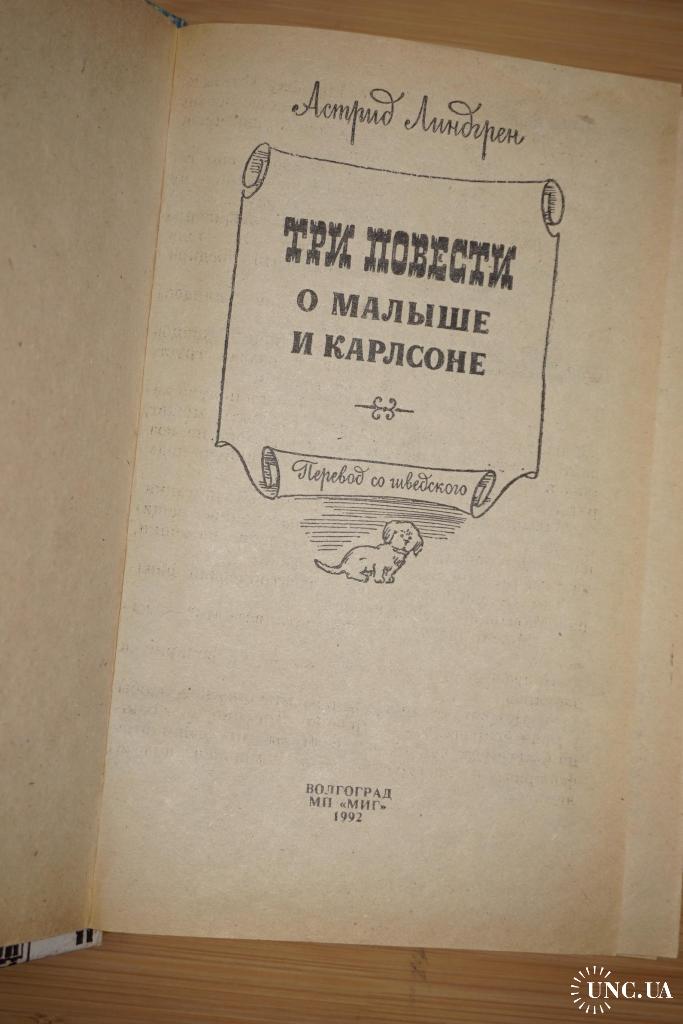 Астрид Линдгрен
ТРИ ПОВЕСТИ
О МАЛЫШЕ
И КАРЛСОНЕ
Перевод со шведского
ВОЛГОГРАД
МП «МИГ»
1992
UNC.UA